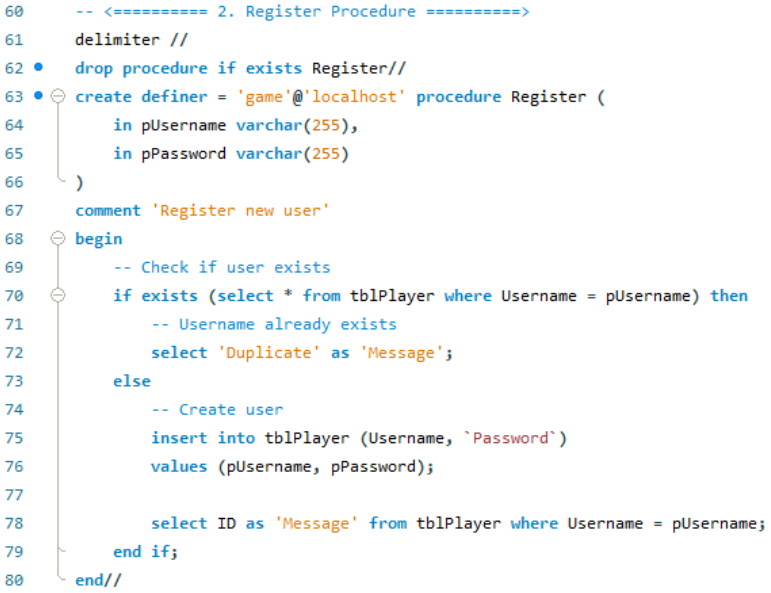 60 -- <========== 2. Register Procedure ==========>
61 delimiter //
62 drop procedure if exists Register//
63 create definer = 'game'@'localhost' procedure Register (
64 in pUsername varchar(255),
65 in pPassword varchar(255)
66 )
67 comment 'Register new user'
68 begin
69 -- Check if user exists
70 if exists (select * from tblPlayer where Username = pUsername) then
71 -- Username already exists
72 select 'Duplicate' as 'Message';
73 else
74 -- Create user
75 insert into tblPlayer (Username, `Password`)
76 values (pUsername, pPassword);
77
78 select ID as 'Message' from tblPlayer where Username = pUsername;
79 end if;
80 end//